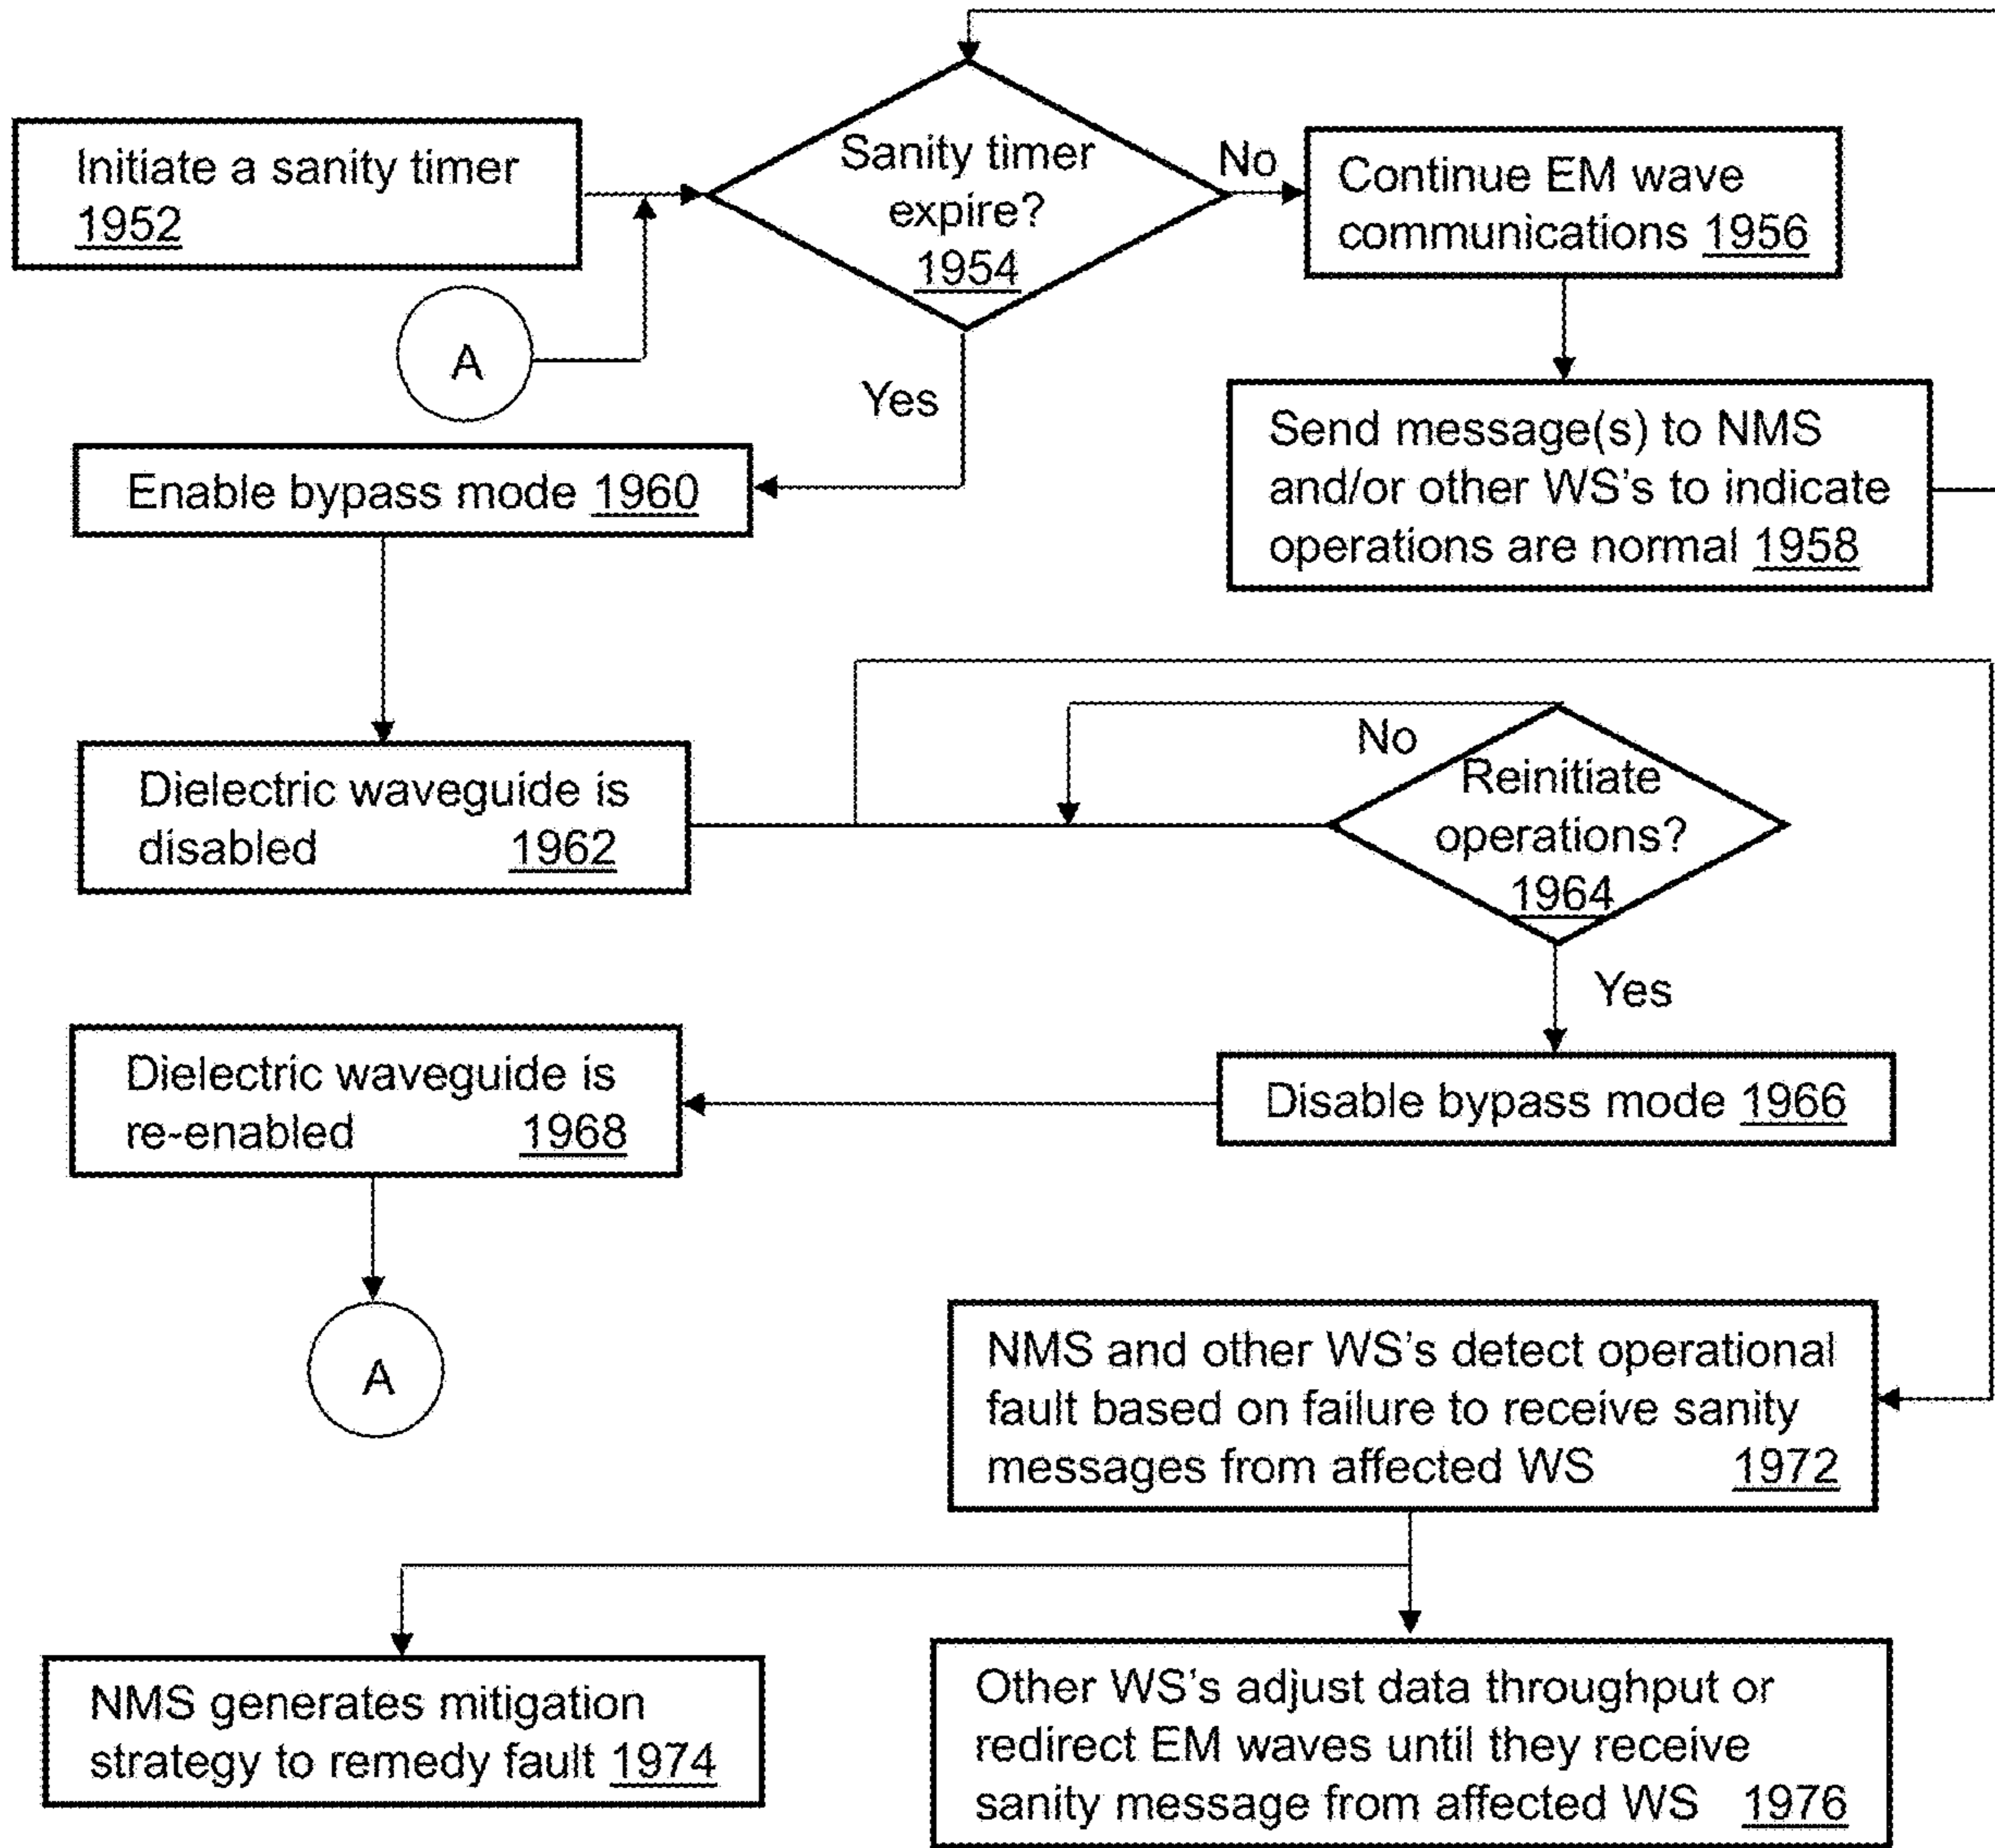 Initiate a sanity timer
1952
Sanity timer
expire?
1954
No
Continue EM wave
communications 1956
A
Yes
Send message(s) to NMS
and/or other WS's to indicate
operations are normal 1958
Enable bypass mode 1960
Dielectric waveguide is
disabled 1962
No
Reinitiate
operations?
1964
Yes
Disable bypass mode 1966
Dielectric waveguide is
re-enabled 1968
A
NMS and other WS's detect operational
fault based on failure to receive sanity
messages from affected WS 1972
NMS generates mitigation
strategy to remedy fault 1974
Other WS's adjust data throughput or
redirect EM waves until they receive
sanity message from affected WS 1976